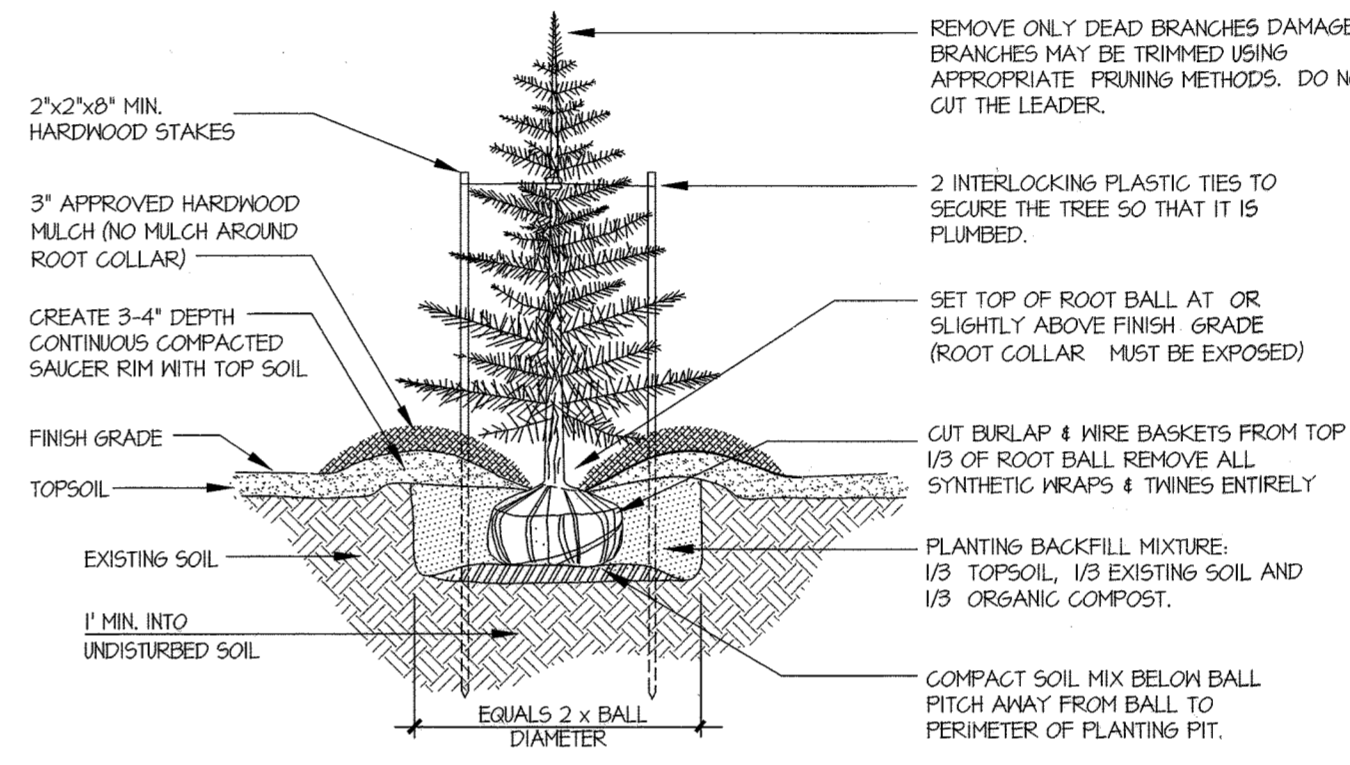 2"x2"x8" MIN.
HARDWOOD STAKES
3" APPROVED HARDWOOD
MULCH (NO MULCH AROUND
ROOT COLLAR)
CREATE 3-4" DEPTH
CONTINUOUS COMPACTED
SAUCER RIM WITH TOP SOIL
FINISH GRADE
TOPSOIL
EXISTING SOIL
1' MIN. INTO
UNDISTURBED SOIL
EQUALS 2 x BALL
DIAMETER
REMOVE ONLY DEAD BRANCHES DAMAGE
BRANCHES MAY BE TRIMMED USING
APPROPRIATE PRUNING METHODS. DO NO
CUT THE LEADER.
2 INTERLOCKING PLASTIC TIES TO
SECURE THE TREE SO THAT IT IS
PLUMBED.
SET TOP OF ROOT BALL AT OR
SLIGHTLY ABOVE FINISH GRADE
(ROOT COLLAR MUST BE EXPOSED)
CUT BURLAP & WIRE BASKETS FROM TOP
1/3 OF ROOT BALL REMOVE ALL
SYNTHETIC WRAPS & TWINES ENTIRELY
PLANTING BACKFILL MIXTURE:
1/3 TOPSOIL, 1/3 EXISTING SOIL AND
1/3 ORGANIC COMPOST.
COMPACT SOIL MIX BELOW BALL
PITCH AWAY FROM BALL TO
PERIMETER OF PLANTING PIT.